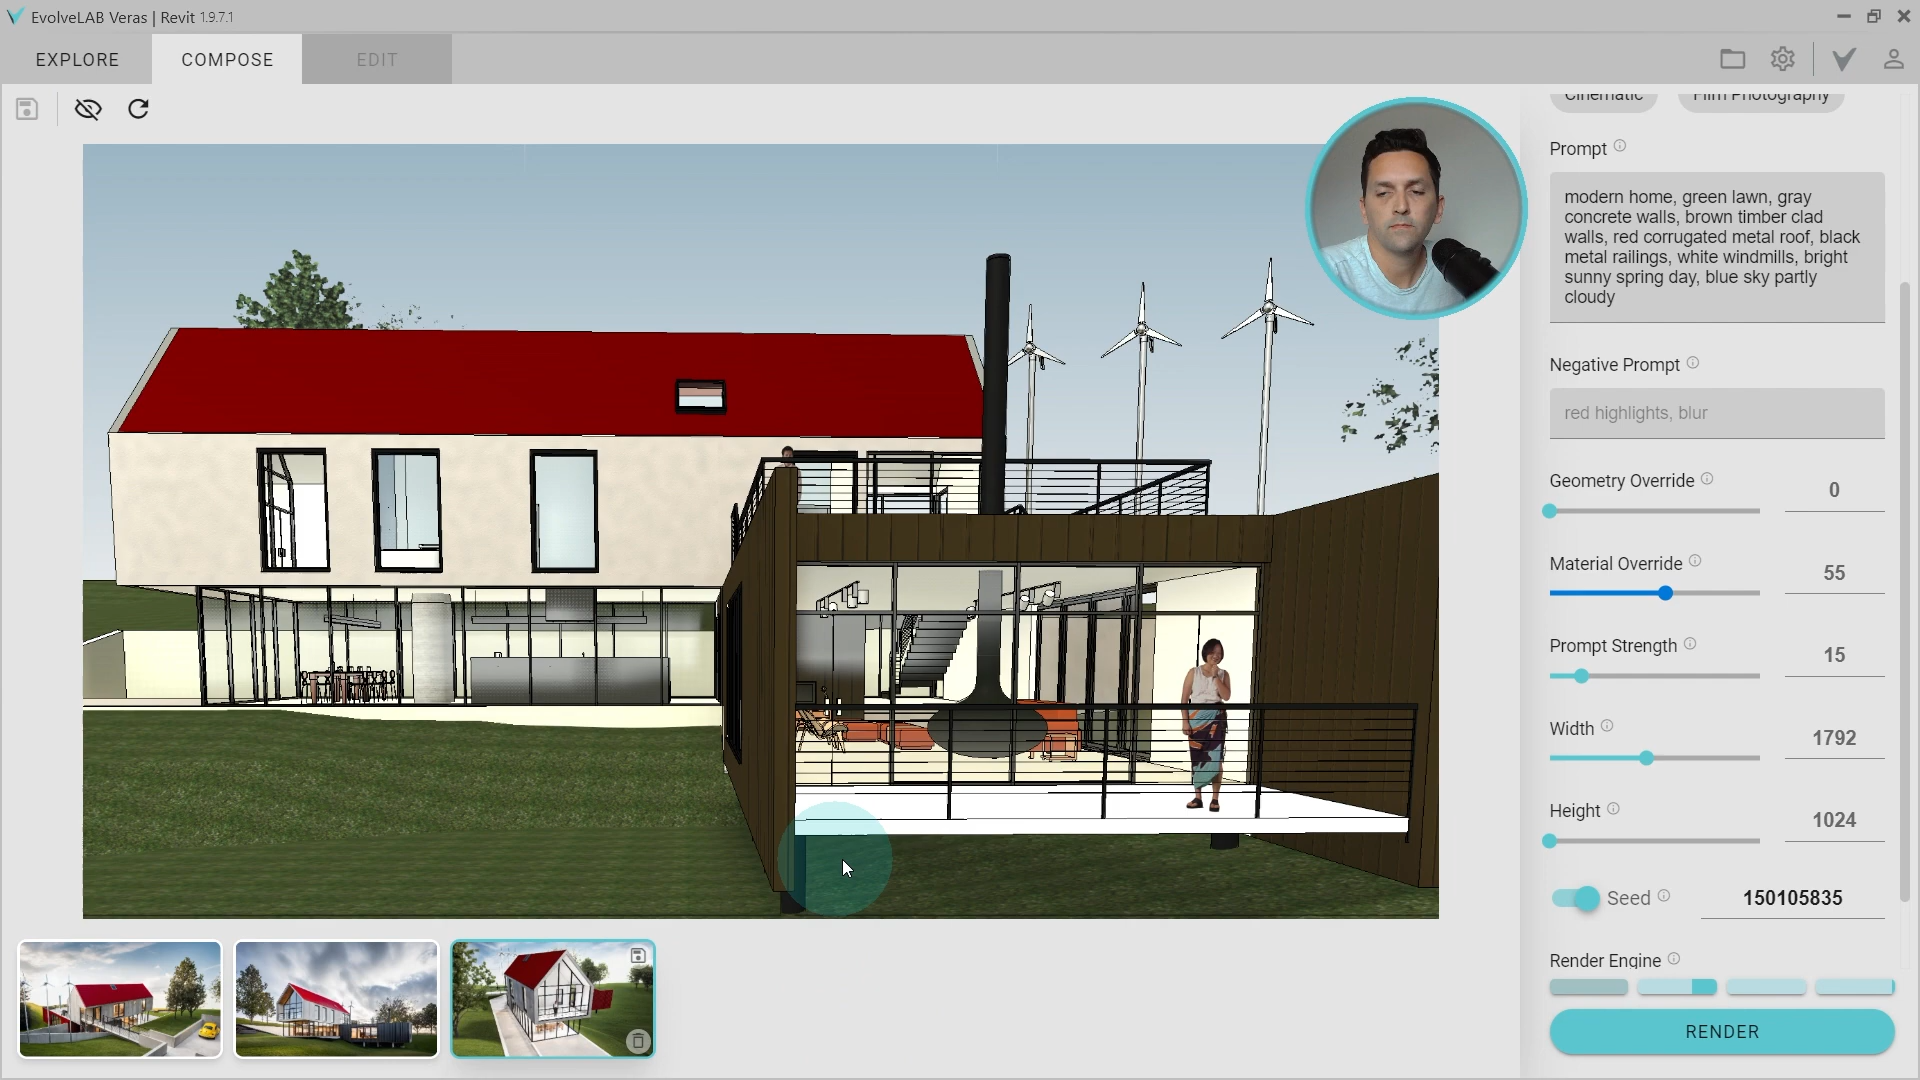 EvolveLAB Veras | Revit 1.9.7.1
EXPLORE
COMPOSE
EDIT
Cinematic
Film Photography
Prompt
modern home, green lawn, gray
concrete walls, brown timber clad
walls, red corrugated metal roof, black
metal railings, white windmills, bright
sunny spring day, blue sky partly
cloudy
Negative Prompt
red highlights, blur
Geometry Override
0
Material Override
55
Prompt Strength
15
Width
1792
Height
1024
Seed
150105835
Render Engine
RENDER